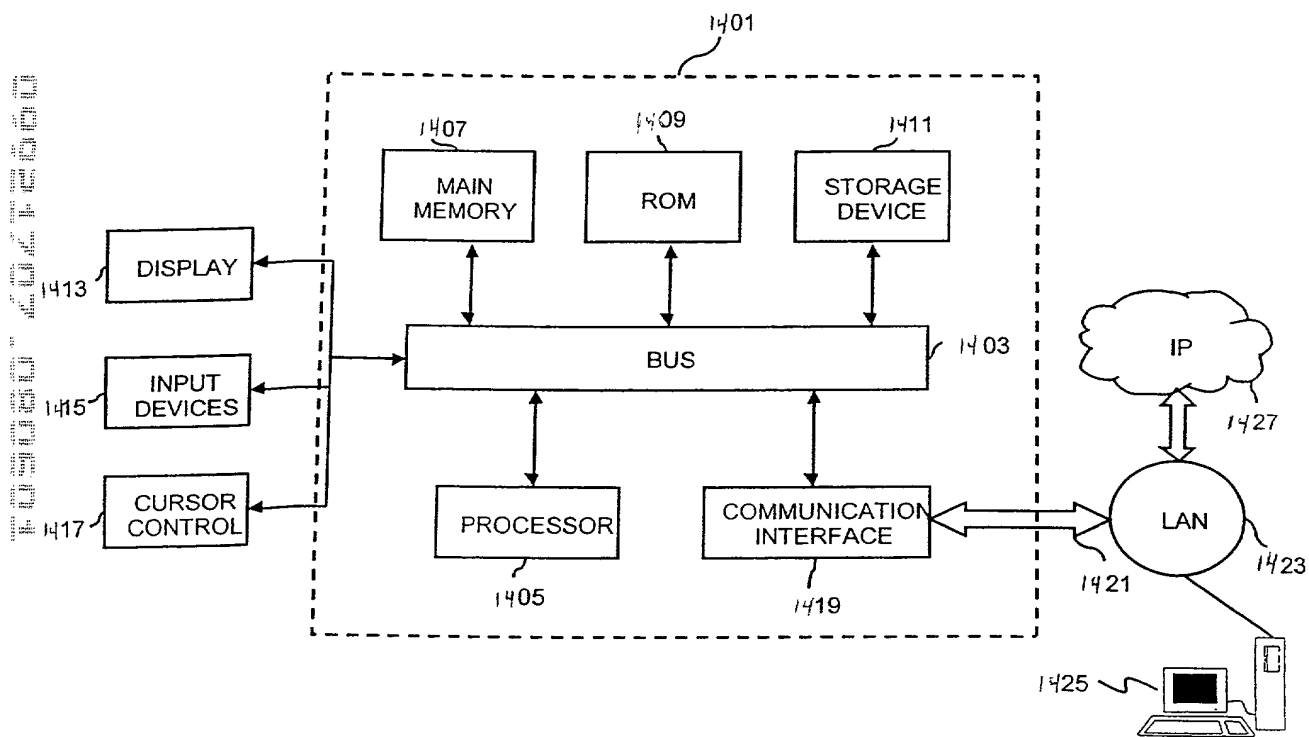 1401
1407
1409
1411
MAIN
MEMORY
ROM
STORAGE
DEVICE
DISPLAY
1413
BUS
1403
IP
1427
INPUT
DEVICES
1415
CURSOR
CONTROL
1417
PROCESSOR
1405
COMMUNICATION
INTERFACE
1419
1421
LAN
1423
1425